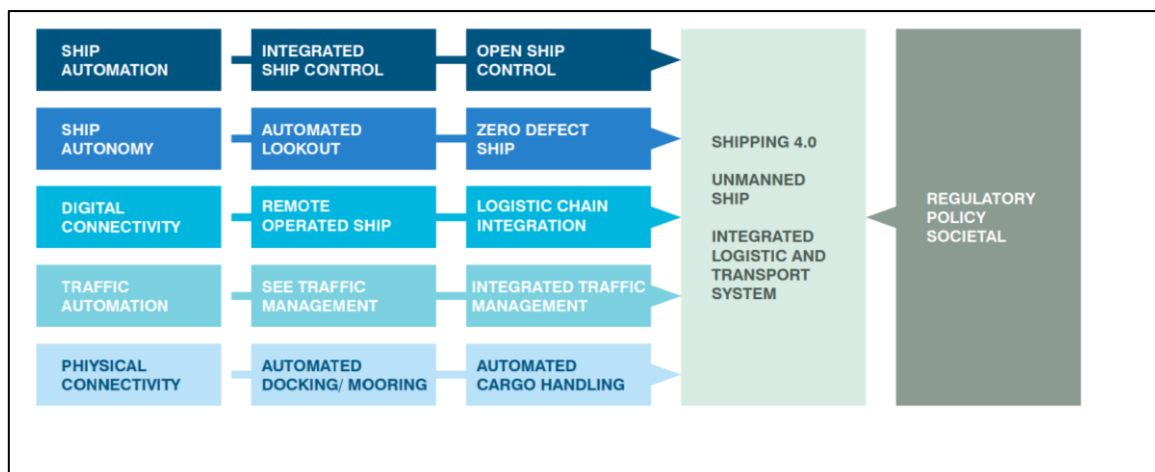 SHIP
AUTOMATION
INTEGRATED
SHIP CONTROL
OPEN SHIP
CONTROL
SHIP
AUTONOMY
AUTOMATED
LOOKOUT
ZERO DEFECT
SHIP
DIGITAL
CONNECTIVITY
REMOTE
OPERATED SHIP
LOGISTIC CHAIN
INTEGRATION
TRAFFIC
AUTOMATION
SEE TRAFFIC
MANAGEMENT
INTEGRATED TRAFFIC
MANAGEMENT
PHIYSICAL
CONNECTIVITY
AUTOMATED
DOCKING/ MOORING
AUTOMATED
CARGO HANDLING
SHIPPING 4.0
UNMANNED
SHIP
INTEGRATED
LOGISTIC AND
TRANSPORT
SYSTEM
REGULATORY
POLICY
SOCIETAL